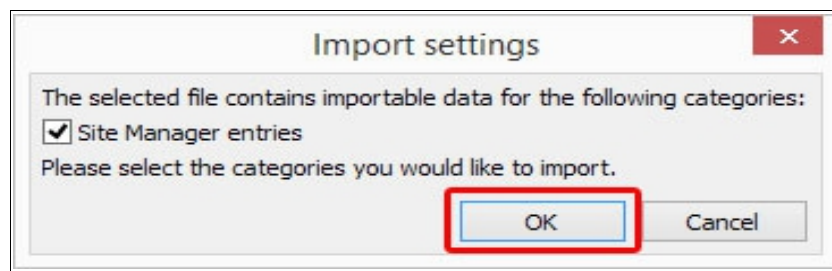 Import settings
The selected file contains importable data for the following categories:
Site Manager entries
Please select the categories you would like to import.
OK Cancel